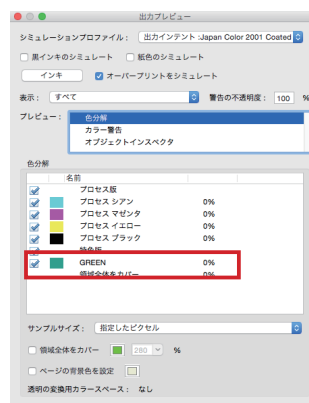 出力プレビュー
シミュレーションプロファイル： 出力インテント :Japan Color 2001 Coated
黒インキのシミュレート 紙色のシミュレート
インキ オーバープリントをシミュレート
表示： すべて 警告の不透明度： 100 %
プレビュー： 色分解
カラー警告
オブジェクトインスペクタ
色分解
名前
プロセス版
プロセス シアン 0%
プロセス マゼンタ 0%
プロセス イエロー 0%
プロセス ブラック 0%
特色版
GREEN 0%
領域全体をカバー 0%
サンプルサイズ： 指定したピクセル
領域全体をカバー 280 %
ページの背景色を設定
透明の変換用カラースペース： なし